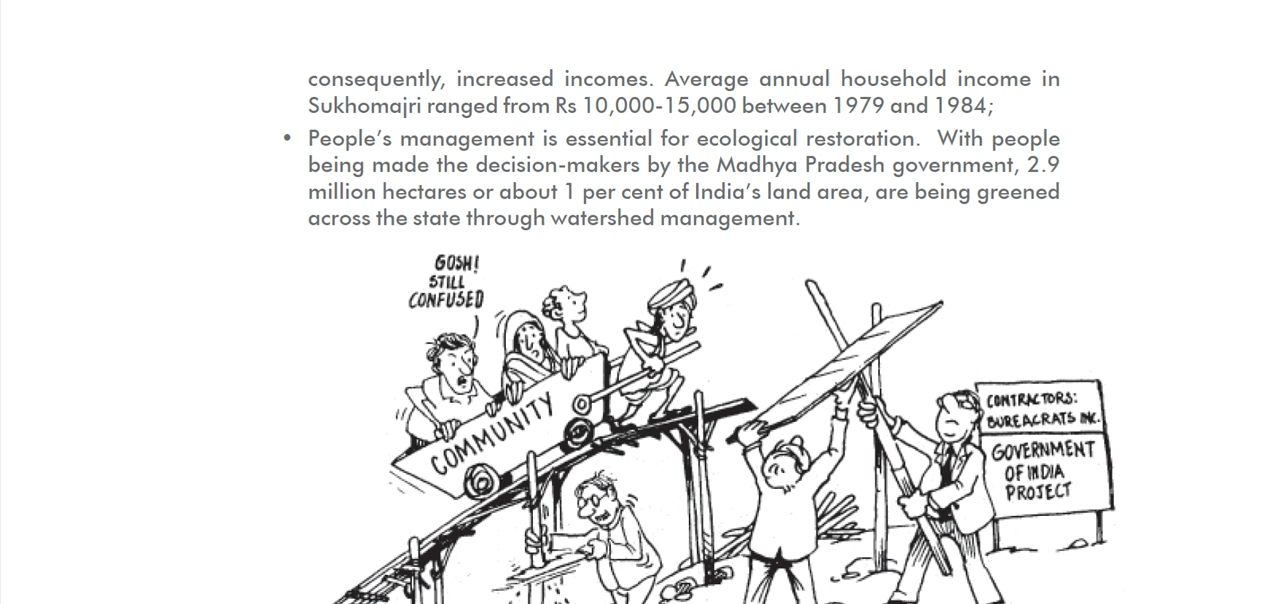 consequently, increased incomes. Average annual household income in
Sukhomajri ranged from Rs 10,000-15,000 between 1979 and 1984;
• People's management is essential for ecological restoration. With people
being made the decision-makers by the Madhya Pradesh government, 2.9
million hectares or about 1 per cent of India's land area, are being greened
across the state through watershed management.
GOSH!
STILL
CONFUSED
COMMUNITY
CONTRACTORS:
BUREACRATS INC.
GOVERNMENT
OF INDIA
PROJECT